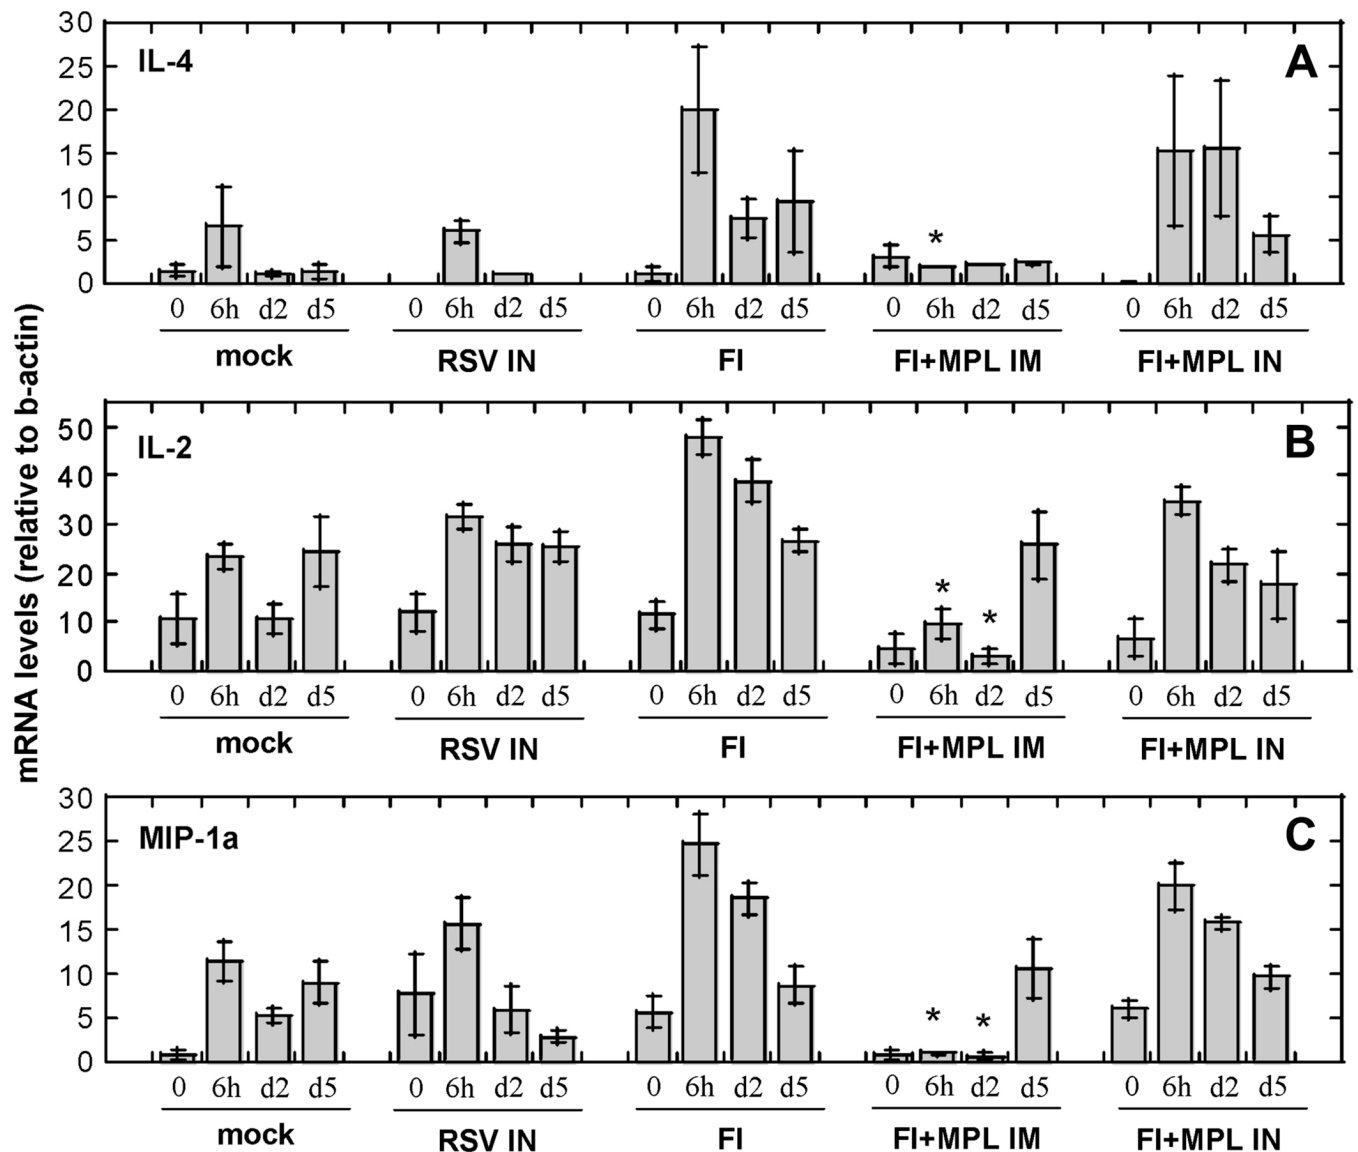 mRNA levels (relative to b-actin)
30
25
20
15
10
5
0
IL-4
A
*
0 6h d2 d5 0 6h d2 d5 0 6h d2 d5 0 6h d2 d5 0 6h d2 d5
mock RSV IN FI FI+MPL IM FI+MPL IN
50
40
30
20
10
0
IL-2
B
* *
0 6h d2 d5 0 6h d2 d5 0 6h d2 d5 0 6h d2 d5 0 6h d2 d5
mock RSV IN FI FI+MPL IM FI+MPL IN
30
25
20
15
10
5
0
MIP-1a
C
* *
0 6h d2 d5 0 6h d2 d5 0 6h d2 d5 0 6h d2 d5 0 6h d2 d5
mock RSV IN FI FI+MPL IM FI+MPL IN